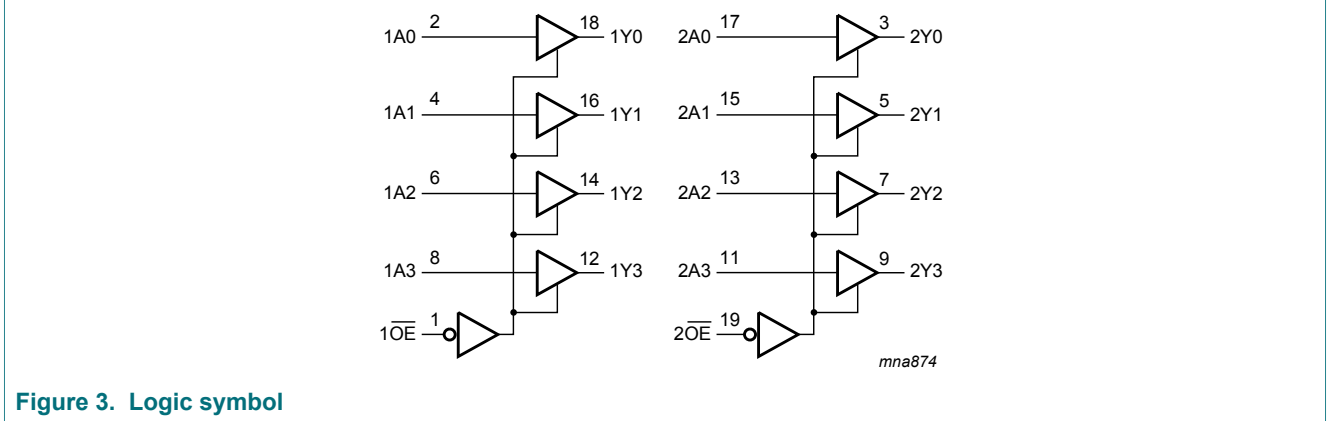 1A0 2 18 1Y0 2A0 17 3 2Y0
1A1 4 16 1Y1 2A1 15 5 2Y1
1A2 6 14 1Y2 2A2 13 7 2Y2
1A3 8 12 1Y3 2A3 11 9 2Y3
1O̅E̅ 1 2O̅E̅ 19
mna874
Figure 3. Logic symbol